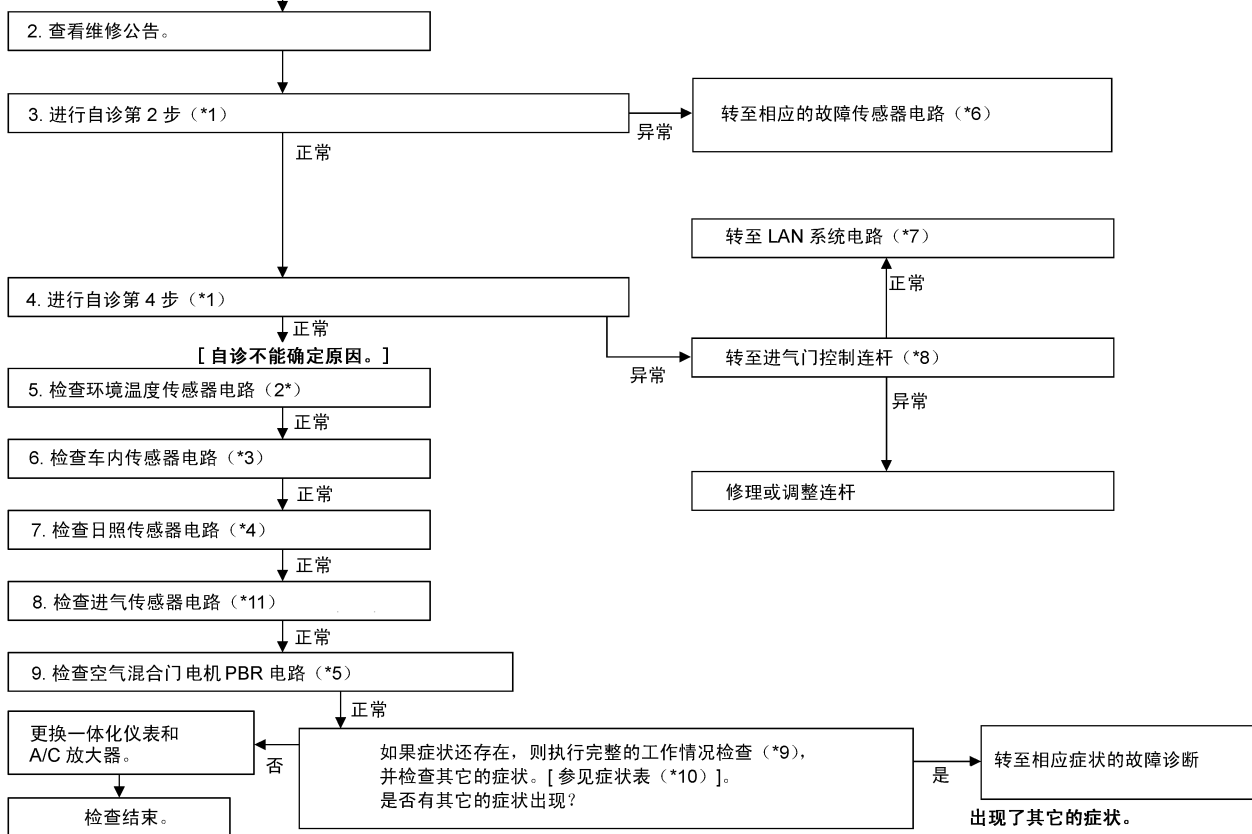 2. 查看维修公告。
3. 进行自诊第 2 步（*1）
异常
转至相应的故障传感器电路（*6）
正常
转至 LAN 系统电路（*7）
正常
4. 进行自诊第 4 步（*1）
正常
[ 自诊不能确定原因。]
异常
转至进气门控制连杆（*8）
异常
修理或调整连杆
5. 检查环境温度传感器电路（2*）
正常
6. 检查车内传感器电路（*3）
正常
7. 检查日照传感器电路（*4）
正常
8. 检查进气传感器电路（*11）
正常
9. 检查空气混合门电机 PBR 电路（*5）
正常
更换一体化仪表和
A/C 放大器。
否
检查结束。
如果症状还存在，则执行完整的工作情况检查（*9），
并检查其它的症状。[ 参见症状表（*10）]。
是否有其它的症状出现？
是
转至相应症状的故障诊断
出现了其它的症状。